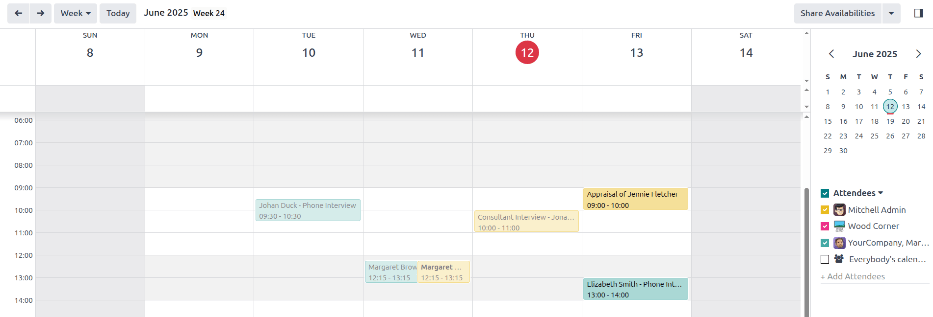 Week Today June 2025 Week 24 Share Availabilities
SUN MON TUE WED THU FRI SAT
8 9 10 11 12 13 14
06:00
07:00
08:00
09:00
10:00
11:00
12:00
13:00
14:00
Johan Duck - Phone Interview
09:30 - 10:30
Margaret Brow
12:15 - 13:15
Margaret ...
12:15 - 13:15
Consultant Interview - Jona...
10:00 - 11:00
Appraisal of Jennie Fletcher
09:00 - 10:00
Elizabeth Smith - Phone Int...
13:00 - 14:00
June 2025
S M T W T F S
1 2 3 4 5 6 7
8 9 10 11 12 13 14
15 16 17 18 19 20 21
22 23 24 25 26 27 28
29 30
Attendees
Mitchell Admin
Wood Corner
YourCompany, Mar...
Everybody's calen...
+ Add Attendees